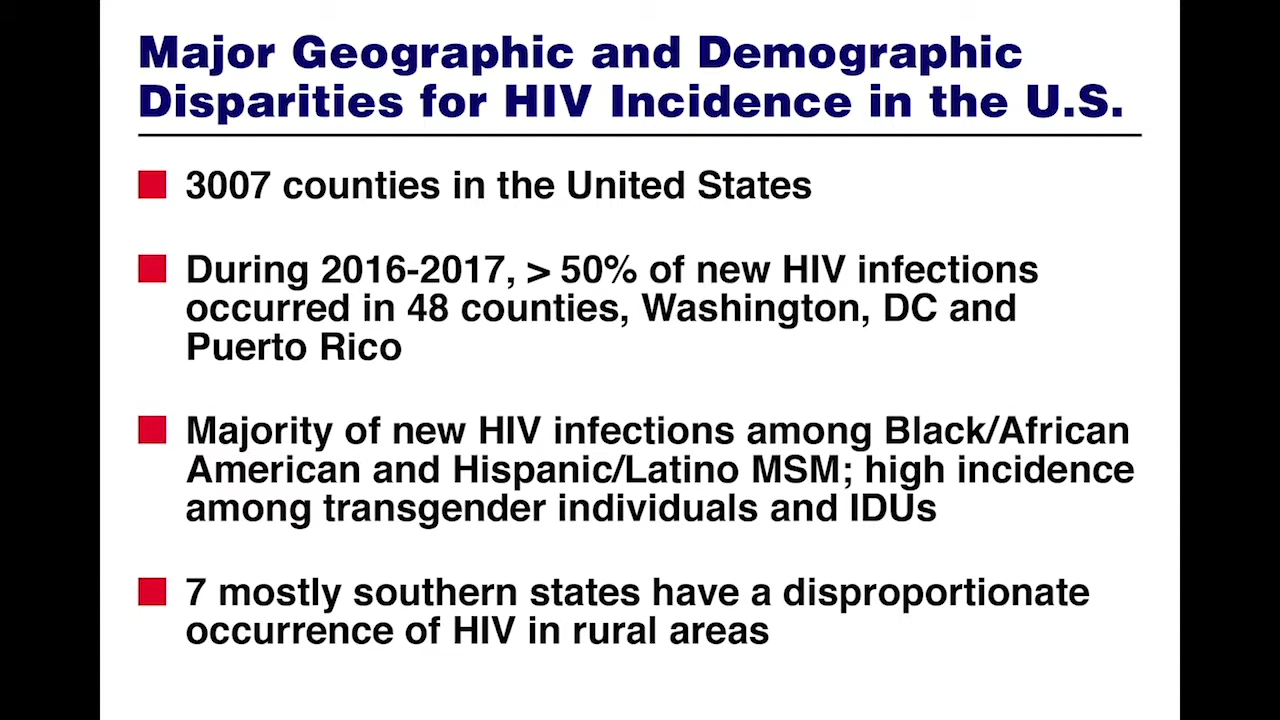 Major Geographic and Demographic
Disparities for HIV Incidence in the U.S.
3007 counties in the United States
During 2016-2017, > 50% of new HIV infections
occurred in 48 counties, Washington, DC and
Puerto Rico
Majority of new HIV infections among Black/African
American and Hispanic/Latino MSM; high incidence
among transgender individuals and IDUs
7 mostly southern states have a disproportionate
occurrence of HIV in rural areas